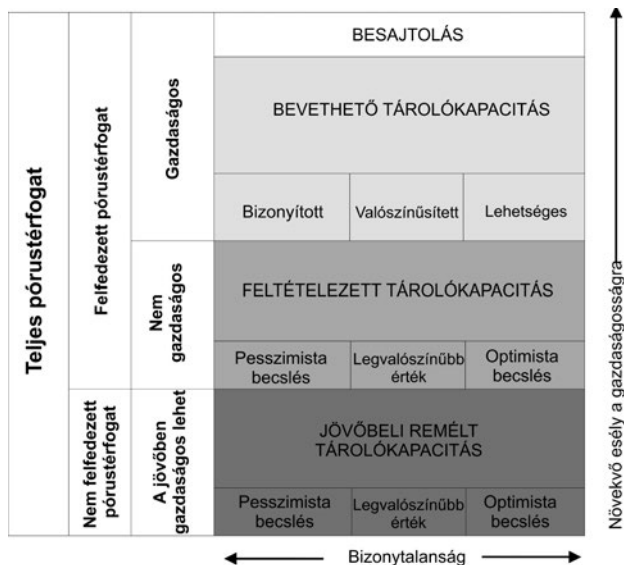 Teljes pórustérfogat
Felfedezett pórustérfogat
Nem felfedezett
pórustérfogat
Gazdaságos
Nem
gazdaságos
A jövőben
gazdaságos lehet
BESAJTOLÁS
BEVETHETŐ TÁROLÓKAPACITÁS
Bizonyított
Valószínűsített
Lehetséges
FELTÉTELEZETT TÁROLÓKAPACITÁS
Pesszimista
becslés
Legvalószínűbb
érték
Optimista
becslés
JÖVŐBELI REMÉLT
TÁROLÓKAPACITÁS
Pesszimista
becslés
Legvalószínűbb
érték
Optimista
becslés
Bizonytalanság
Növekvő esély a gazdaságosságra